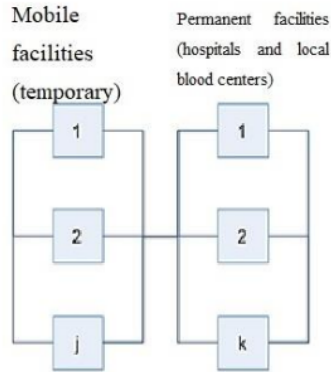 Mobile
facilities
(temporary)
Permanent facilities
(hospitals and local
blood centers)
1
1
2
2
j
k